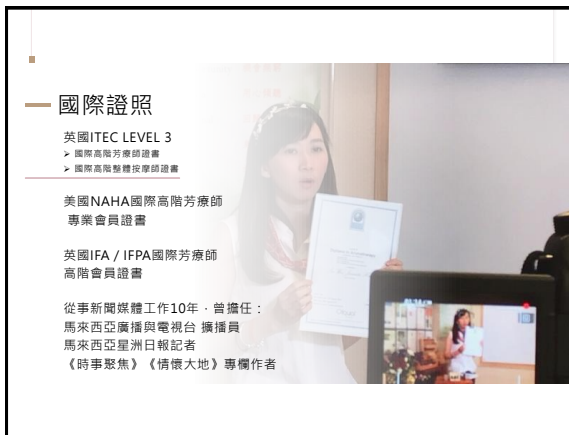 國際證照
英國ITEC LEVEL 3
➢ 國際高階芳療師證書
➢ 國際高階整體按摩師證書
美國NAHA國際高階芳療師
專業會員證書
英國IFA / IFPA國際芳療師
高階會員證書
從事新聞媒體工作10年，曾擔任：
馬來西亞廣播與電視台 播報員
馬來西亞星洲日報記者
《時事聚焦》《情懷大地》專欄作者